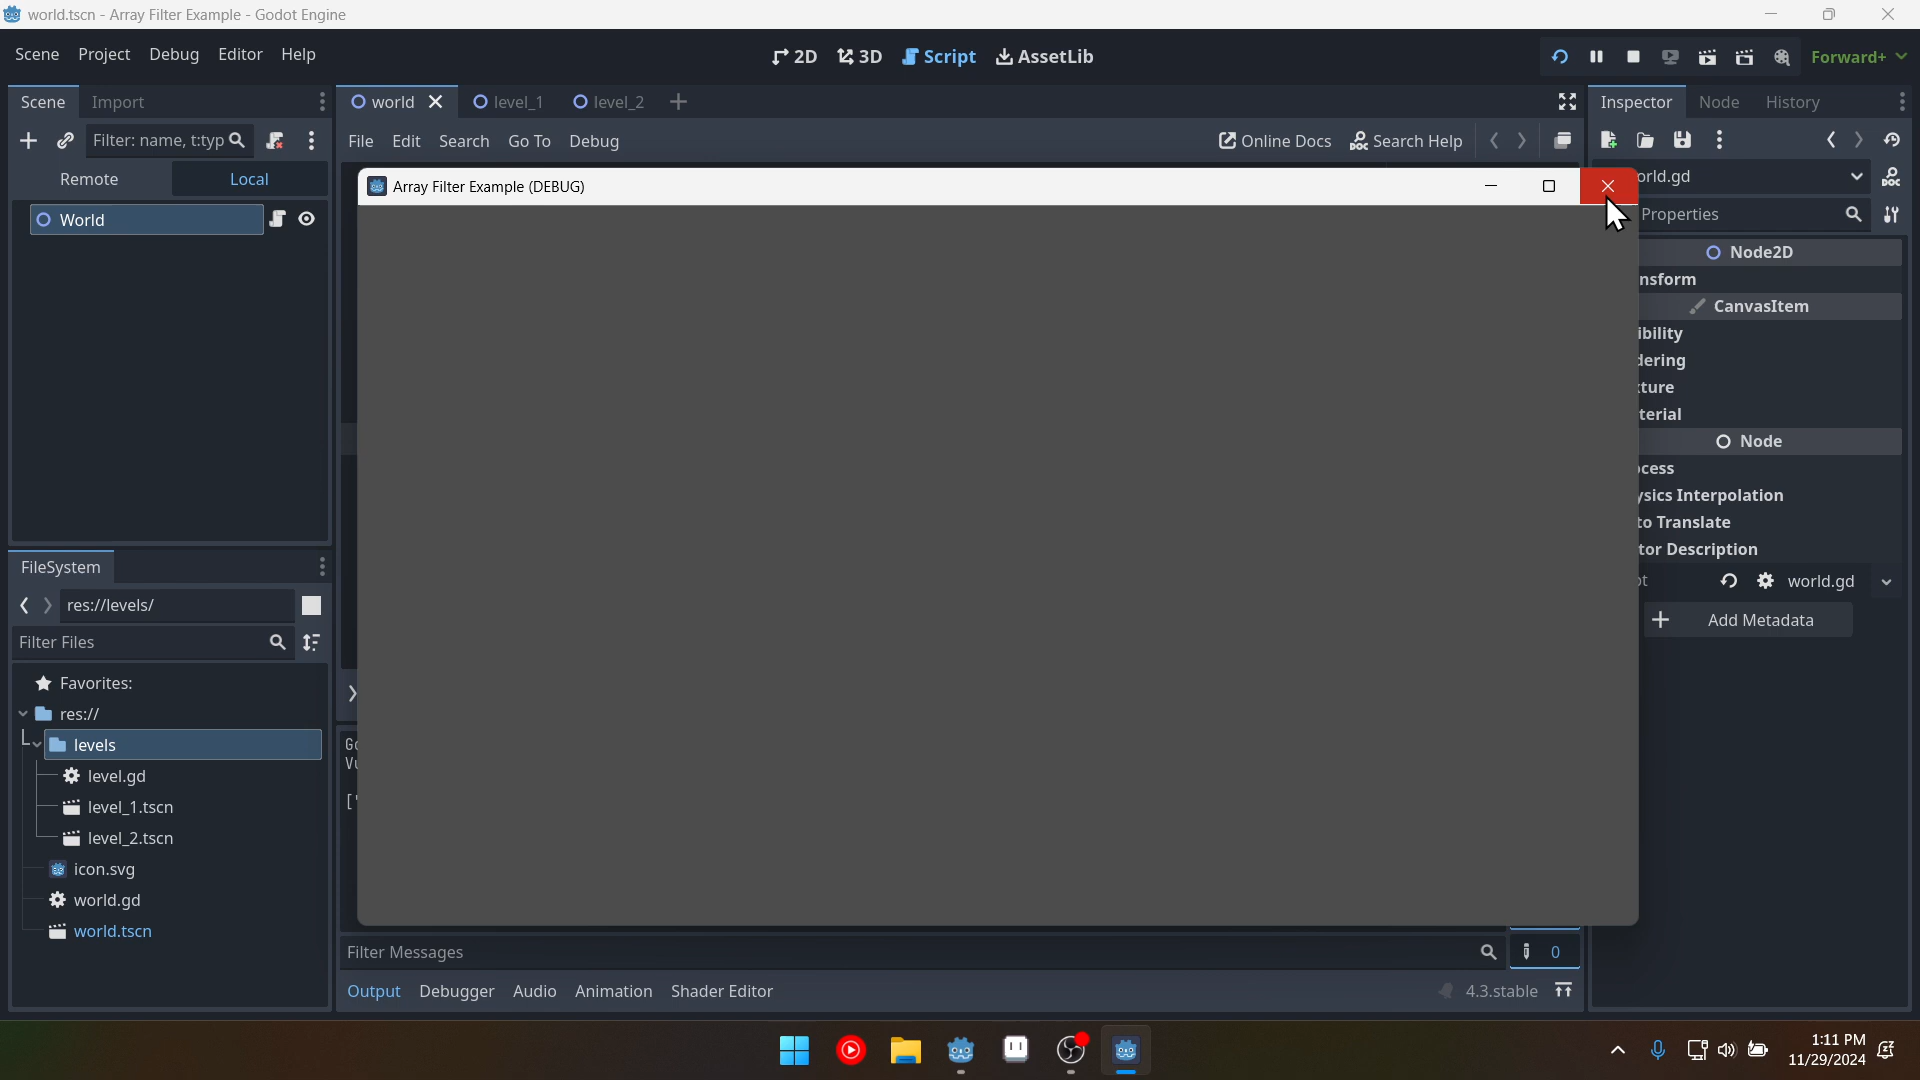 world.tscn - Array Filter Example - Godot Engine
Scene Project Debug Editor Help
2D 3D Script AssetLib
Forward+
Scene Import
world level_1 level_2
Inspector Node History
Filter: name, t:typ
File Edit Search Go To Debug
Online Docs Search Help
Remote Local
Array Filter Example (DEBUG)
orld.gd
World
Properties
Node2D
nsform
CanvasItem
ibility
dering
ture
terial
Node
cess
ysics Interpolation
to Translate
tor Description
ot world.gd
Add Metadata
FileSystem
res://levels/
Filter Files
Favorites:
res://
levels
level.gd
level_1.tscn
level_2.tscn
icon.svg
world.gd
world.tscn
Go
Vu
["
Filter Messages
0
Output Debugger Audio Animation Shader Editor
4.3.stable
1:11 PM
11/29/2024